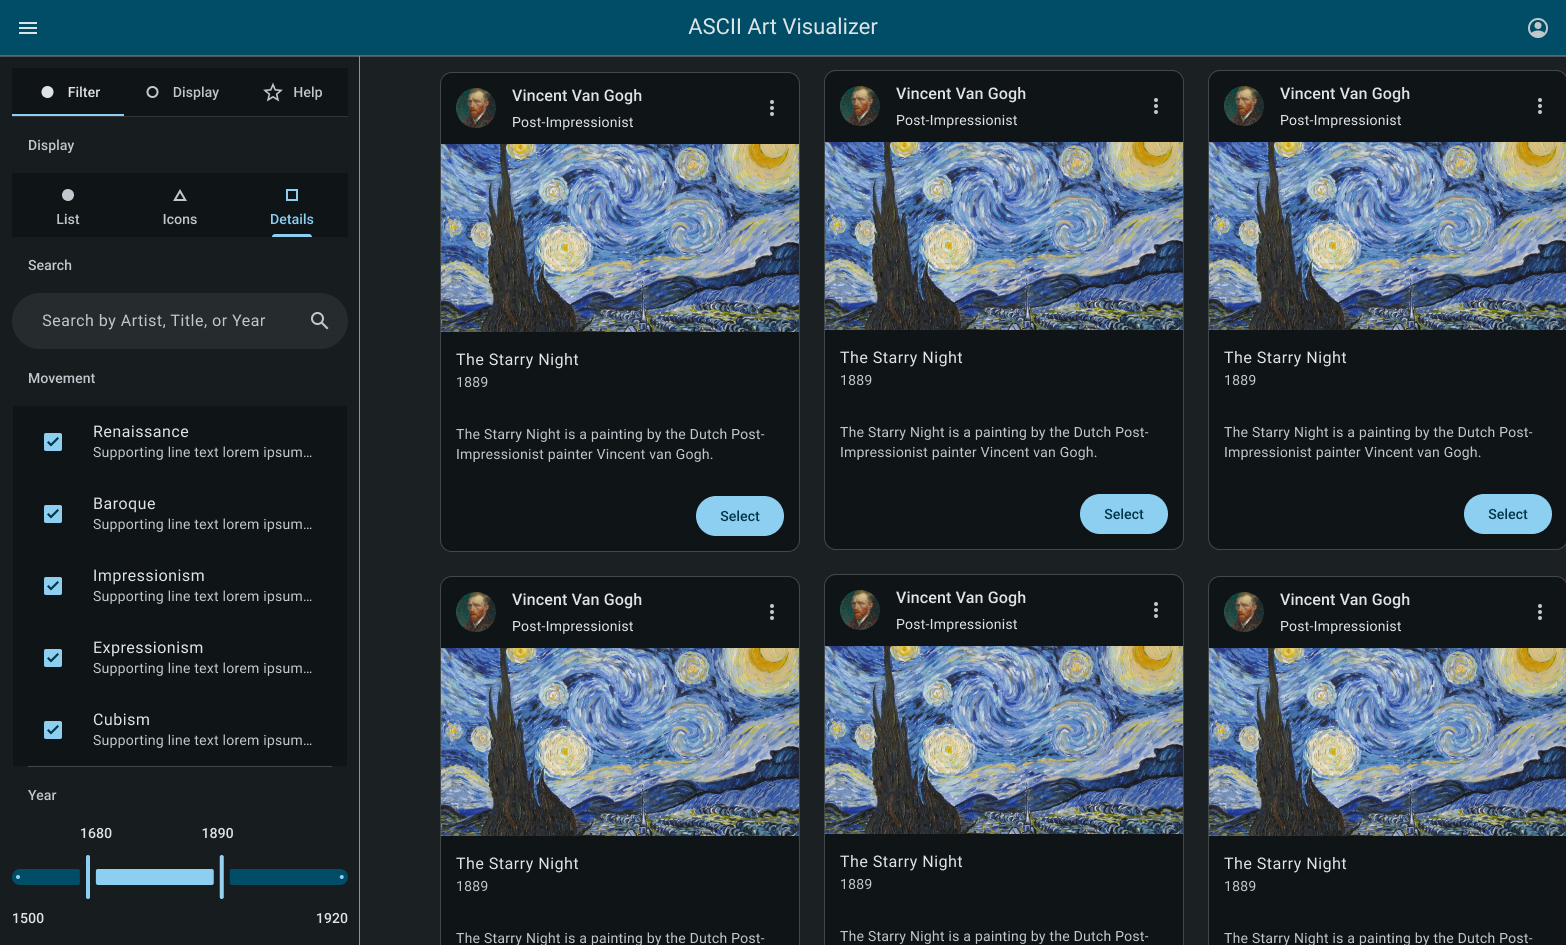 ASCII Art Visualizer
Filter
Display
Help
Display
List
Icons
Details
Search
Search by Artist, Title, or Year
Movement
Renaissance
Supporting line text lorem ipsum...
Baroque
Supporting line text lorem ipsum...
Impressionism
Supporting line text lorem ipsum...
Expressionism
Supporting line text lorem ipsum...
Cubism
Supporting line text lorem ipsum...
Year
1680
1890
1500
1920
Vincent Van Gogh
Post-Impressionist
The Starry Night
1889
The Starry Night is a painting by the Dutch Post-
Impressionist painter Vincent van Gogh.
Select
Vincent Van Gogh
Post-Impressionist
The Starry Night
1889
The Starry Night is a painting by the Dutch Post-
Impressionist painter Vincent van Gogh.
Select
Vincent Van Gogh
Post-Impressionist
The Starry Night
1889
The Starry Night is a painting by the Dutch Post-
Impressionist painter Vincent van Gogh.
Select
Vincent Van Gogh
Post-Impressionist
The Starry Night
1889
The Starry Night is a painting by the Dutch Post-
Vincent Van Gogh
Post-Impressionist
The Starry Night
1889
The Starry Night is a painting by the Dutch Post-
Vincent Van Gogh
Post-Impressionist
The Starry Night
1889
The Starry Night is a painting by the Dutch Post-